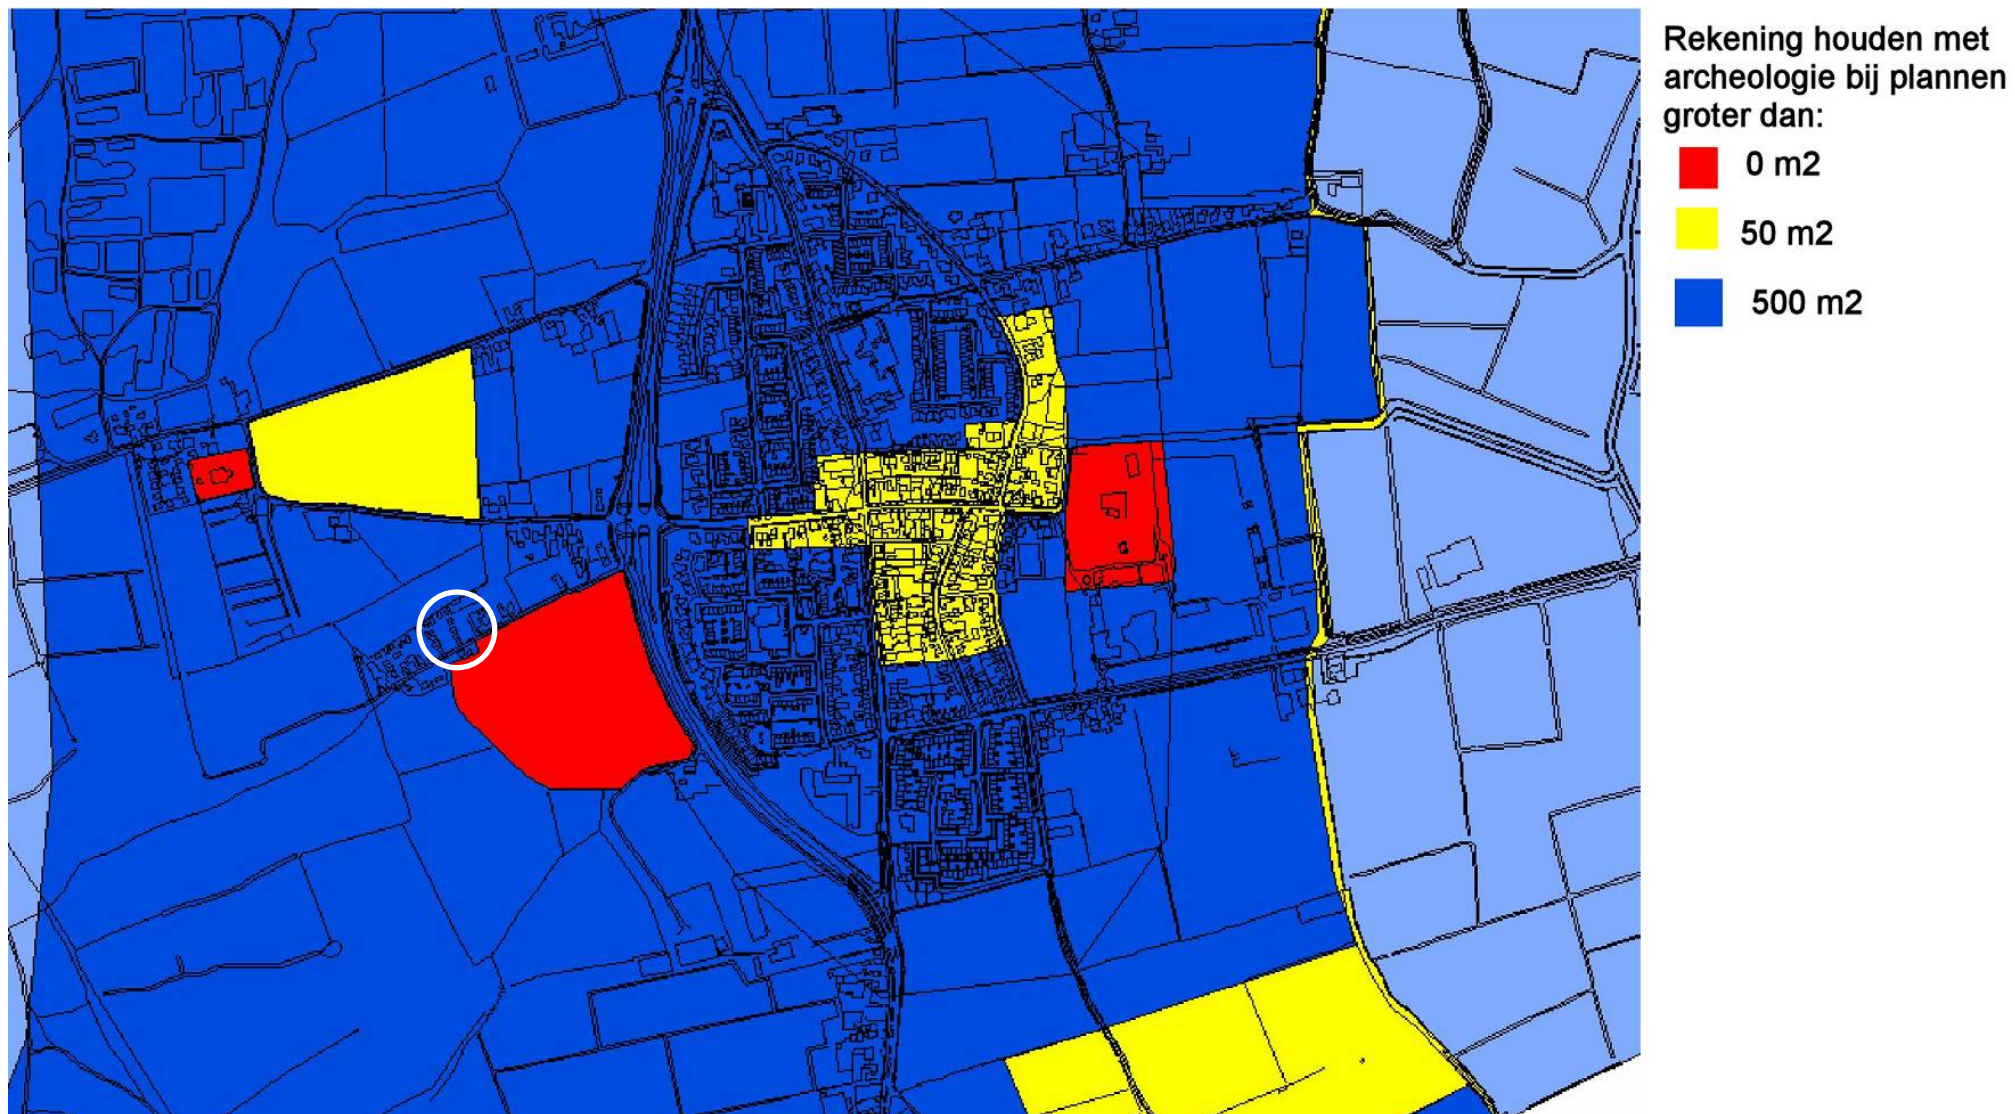 Rekening houden met
archeologie bij plannen
groter dan:
0 m2
50 m2
500 m2